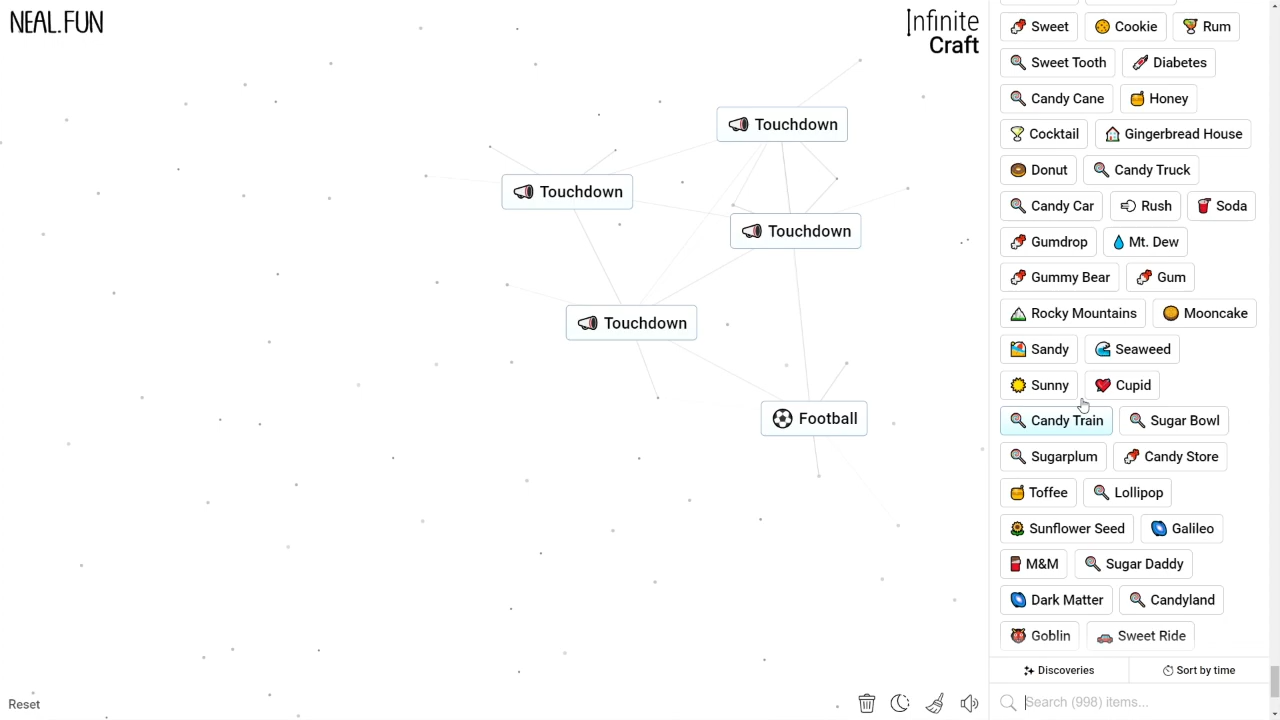 NEAL.FUN
Infinite
Craft
Touchdown
Touchdown
Touchdown
Touchdown
Football
Sweet Cookie Rum
Sweet Tooth Diabetes
Candy Cane Honey
Cocktail Gingerbread House
Donut Candy Truck
Candy Car Rush Soda
Gumdrop Mt. Dew
Gummy Bear Gum
Rocky Mountains Mooncake
Sandy Seaweed
Sunny Cupid
Candy Train Sugar Bowl
Sugarplum Candy Store
Toffee Lollipop
Sunflower Seed Galileo
M&M Sugar Daddy
Dark Matter Candyland
Goblin Sweet Ride
Discoveries Sort by time
Search (998) items...
Reset